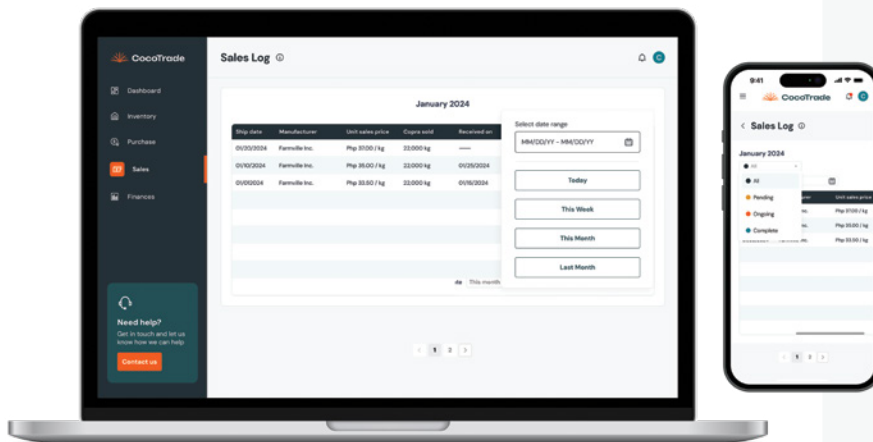 CocoTrade
Dashboard
Inventory
Purchase
Sales
Finances
Need help?
Get in touch and let us
know how we can help
Contact us
Sales Log
C
January 2024
Ship date Manufacturer Unit sales price Copra sold Received on
01/20/2024 Farmville Inc. Php 37.00 / kg 22,000 kg -----
01/10/2024 Farmville Inc. Php 35.00 / kg 22,000 kg 01/25/2024
01/01/2024 Farmville Inc. Php 33.50 / kg 22,000 kg 01/16/2024
Select date range
MM/DD/YY - MM/DD/YY
Today
This Week
This Month
Last Month
This month
1 2
9:41
CocoTrade
C
Sales Log
January 2024
All
All
Pending
Ongoing
Complete
Unit sales price
Php 37.00 / kg
Php 35.00 / kg
Php 33.50 / kg
1 2